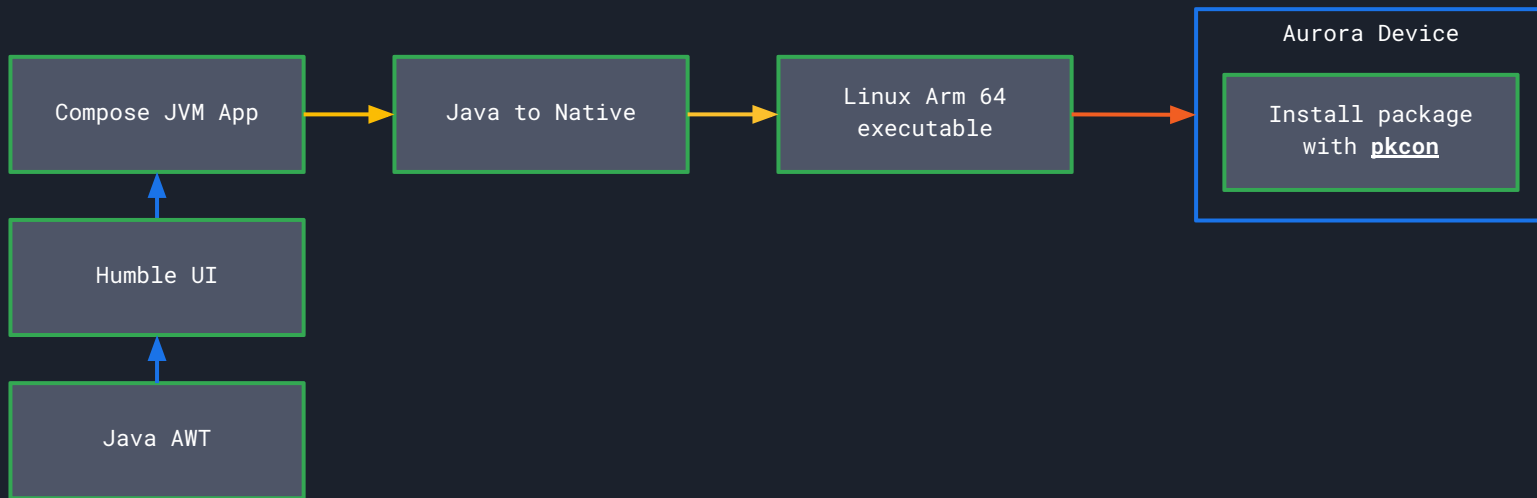 Aurora Device
Compose JVM App
Java to Native
Linux Arm 64
executable
Install package
with pkcon
Humble UI
Java AWT